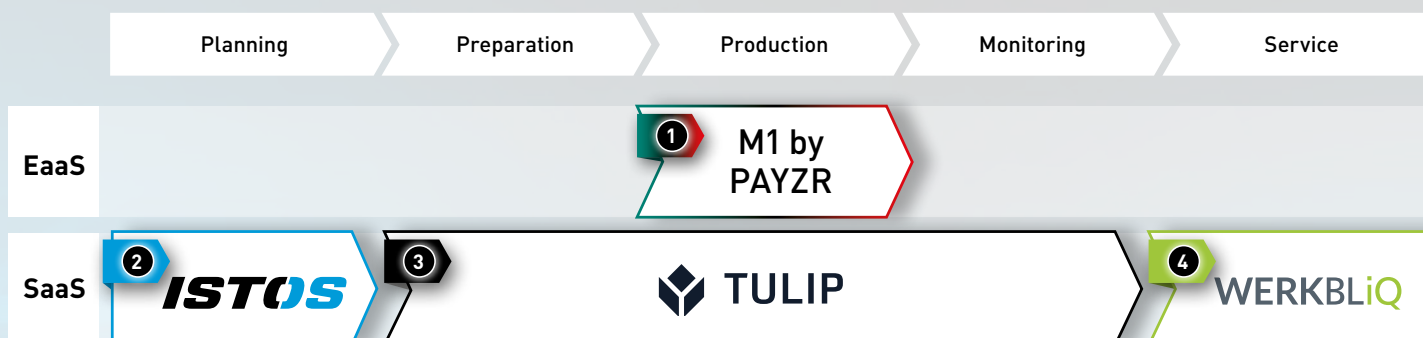 Planning Preparation Production Monitoring Service
EaaS
1 M1 by
PAYZR
SaaS
2 ISTOS
3 TULIP
4 WERKBLiQ